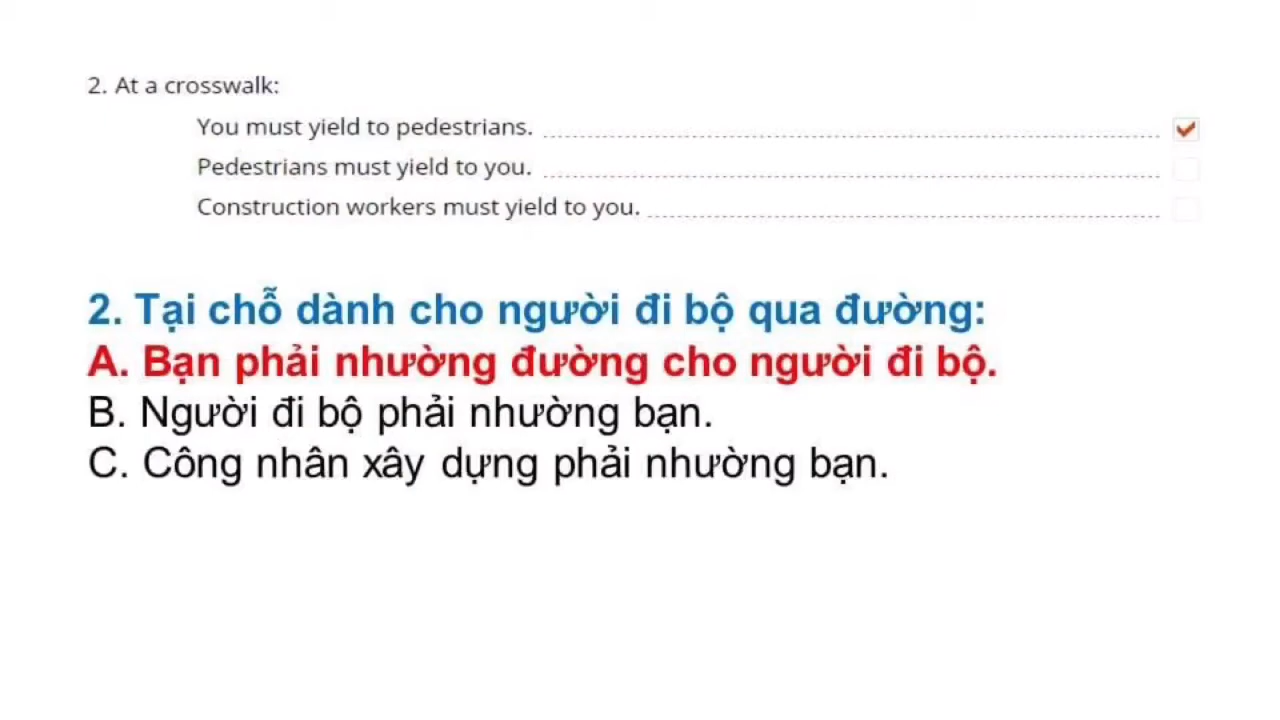 2. At a crosswalk:
You must yield to pedestrians.
Pedestrians must yield to you.
Construction workers must yield to you.
2. Tại chỗ dành cho người đi bộ qua đường:
A. Bạn phải nhường đường cho người đi bộ.
B. Người đi bộ phải nhường bạn.
C. Công nhân xây dựng phải nhường bạn.